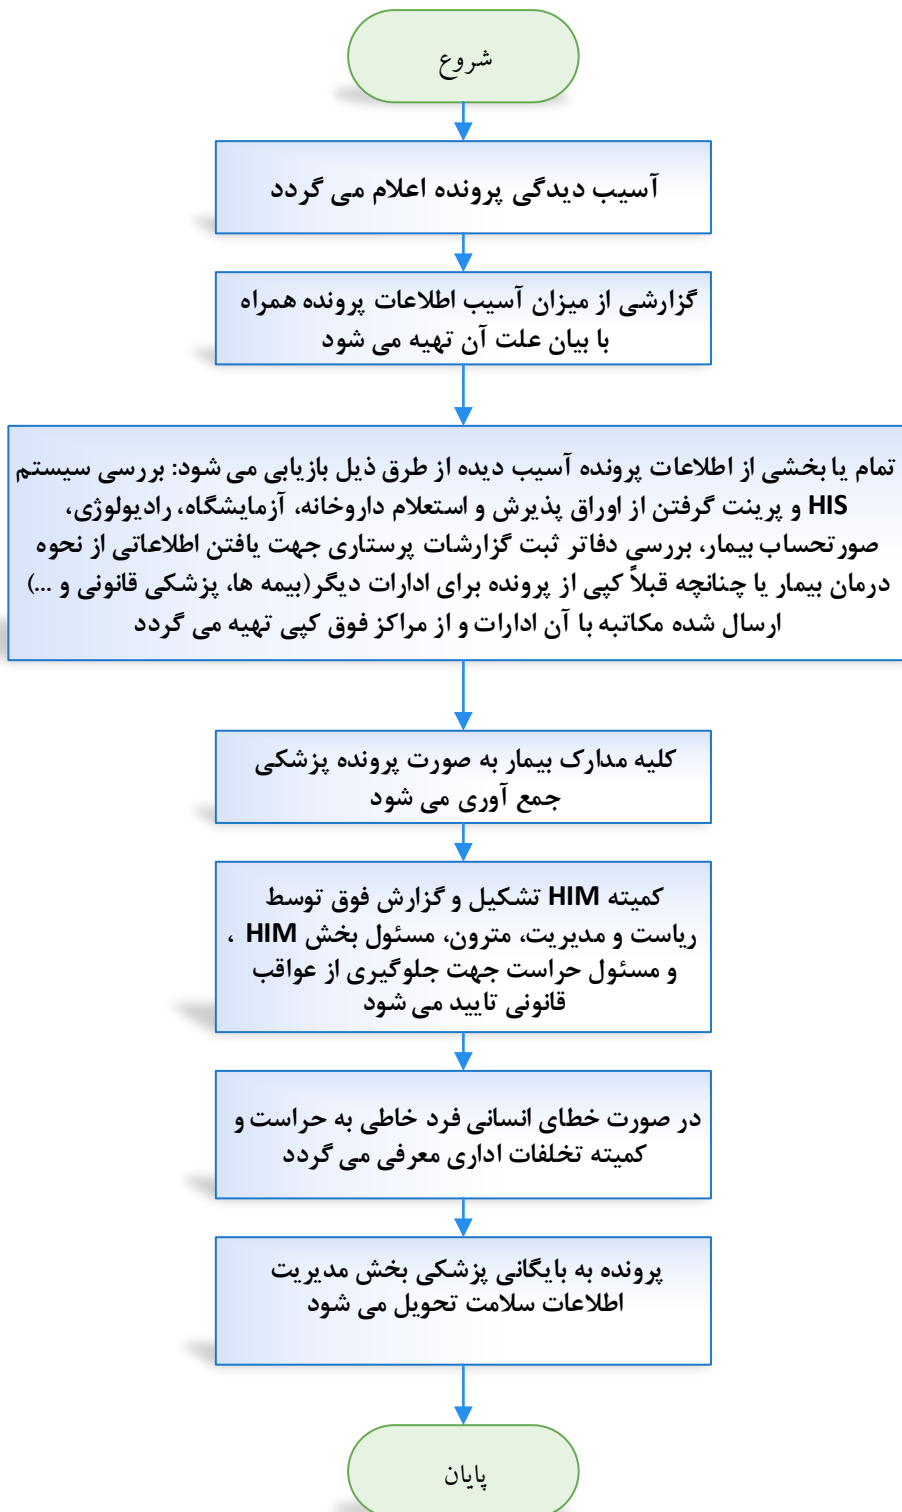 شروع
آسیب دیدگی پرونده اعلام می گردد
گزارشی از میزان آسیب اطلاعات پرونده همراه
با بیان علت آن تهیه می شود
تمام یا بخشی از اطلاعات پرونده آسیب دیده از طرق ذیل بازیابی می شود: بررسی سیستم
HIS و پرینت گرفتن از اوراق پذیرش و استعلام داروخانه، آزمایشگاه، رادیولوژی،
صورتحساب بیمار، بررسی دفاتر ثبت گزارشات پرستاری جهت یافتن اطلاعاتی از نحوه
درمان بیمار یا چنانچه قبلاً کپی از پرونده برای ادارات دیگر(بیمه ها، پزشکی قانونی و ...)
ارسال شده مکاتبه با آن ادارات و از مراکز فوق کپی تهیه می گردد
کلیه مدارک بیمار به صورت پرونده پزشکی
جمع آوری می شود
کمیته HIM تشکیل و گزارش فوق توسط
ریاست و مدیریت، مترون، مسئول بخش HIM ،
و مسئول حراست جهت جلوگیری از عواقب
قانونی تایید می شود
در صورت خطای انسانی فرد خاطی به حراست و
کمیته تخلفات اداری معرفی می گردد
پرونده به بایگانی پزشکی بخش مدیریت
اطلاعات سلامت تحویل می شود
پایان